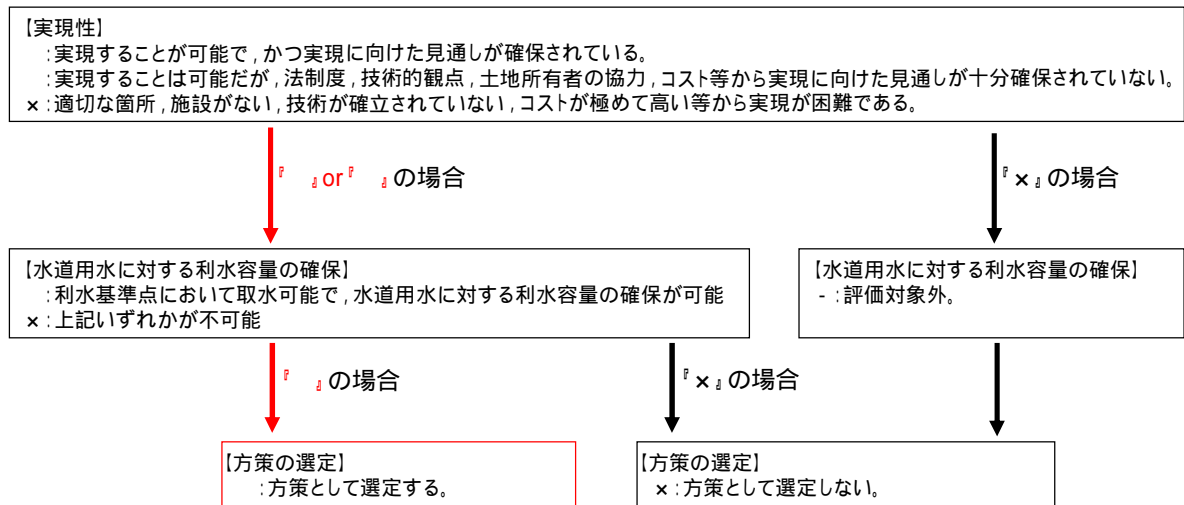 【実現性】
:実現することが可能で,かつ実現に向けた見通しが確保されている。
:実現することは可能だが,法制度,技術的観点,土地所有者の協力,コスト等から実現に向けた見通しが十分確保されていない。
×:適切な箇所,施設がない,技術が確立されていない,コストが極めて高い等から実現が困難である。
『 』or『 』の場合
『×』の場合
【水道用水に対する利水容量の確保】
:利水基準点において取水可能で,水道用水に対する利水容量の確保が可能
×:上記いずれかが不可能
【水道用水に対する利水容量の確保】
-:評価対象外。
『 』の場合
『×』の場合
【方策の選定】
:方策として選定する。
【方策の選定】
×:方策として選定しない。